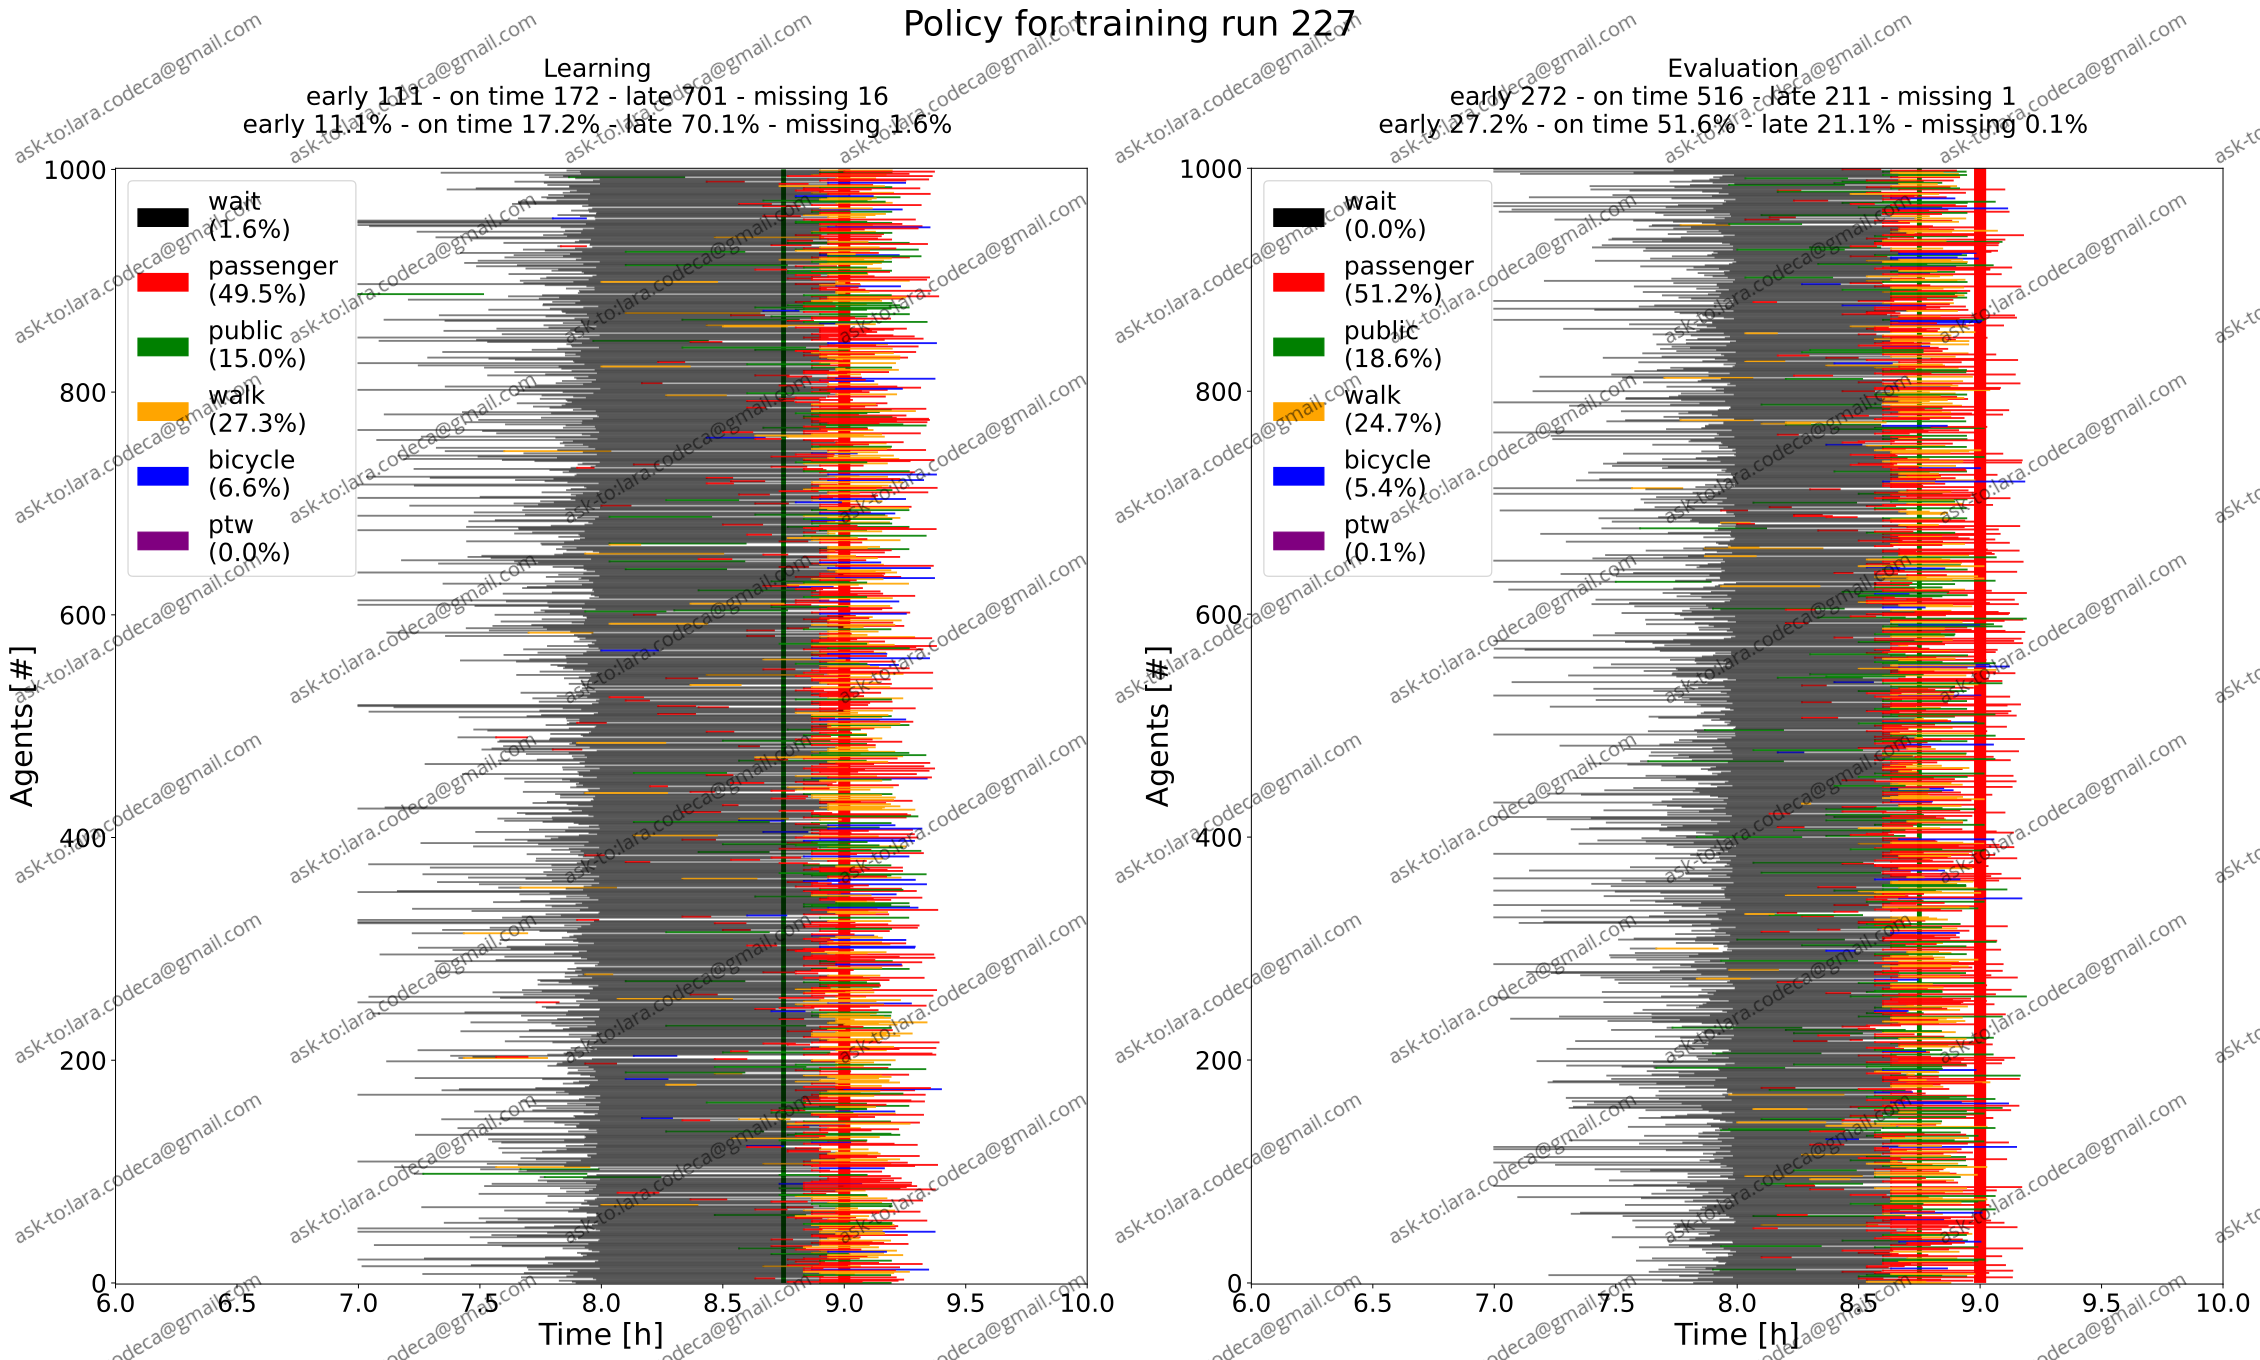 Policy for training run 227
Learning
early 111 - on time 172 - late 701 - missing 16
early 11.1% - on time 17.2% - late 70.1% - missing 1.6%
1000
800
600
400
200
0
Agents [#]
wait
(1.6%)
passenger
(49.5%)
public
(15.0%)
walk
(27.3%)
bicycle
(6.6%)
ptw
(0.0%)
6.0 6.5 7.0 7.5 8.0 8.5 9.0 9.5 10.0
Time [h]
Evaluation
early 272 - on time 516 - late 211 - missing 1
early 27.2% - on time 51.6% - late 21.1% - missing 0.1%
1000
800
600
400
200
0
Agents [#]
wait
(0.0%)
passenger
(51.2%)
public
(18.6%)
walk
(24.7%)
bicycle
(5.4%)
ptw
(0.1%)
6.0 6.5 7.0 7.5 8.0 8.5 9.0 9.5 10.0
Time [h]
ask-to:lara.codeca@gmail.com